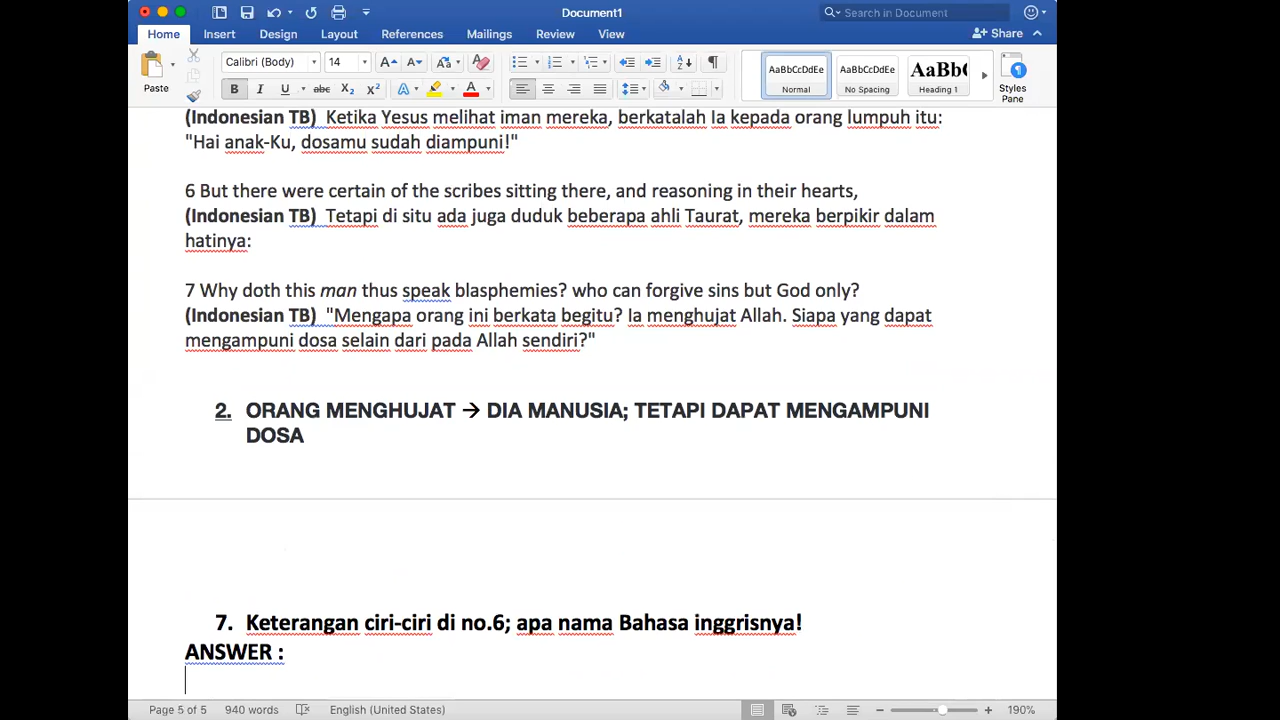 Document1
Search in Document
Home Insert Design Layout References Mailings Review View
Share
Paste
Calibri (Body) 14
AaBbCcDdEe AaBbCcDdEe AaBbC
Normal No Spacing Heading 1
Styles Pane
(Indonesian TB) Ketika Yesus melihat iman mereka, berkatalah Ia kepada orang lumpuh itu:
"Hai anak-Ku, dosamu sudah diampuni!"
6 But there were certain of the scribes sitting there, and reasoning in their hearts,
(Indonesian TB) Tetapi di situ ada juga duduk beberapa ahli Taurat, mereka berpikir dalam
hatinya:
7 Why doth this man thus speak blasphemies? who can forgive sins but God only?
(Indonesian TB) "Mengapa orang ini berkata begitu? Ia menghujat Allah. Siapa yang dapat
mengampuni dosa selain dari pada Allah sendiri?"
2. ORANG MENGHUJAT → DIA MANUSIA; TETAPI DAPAT MENGAMPUNI
DOSA
7. Keterangan ciri-ciri di no.6; apa nama Bahasa inggrisnya!
ANSWER :
Page 5 of 5 940 words English (United States) 190%